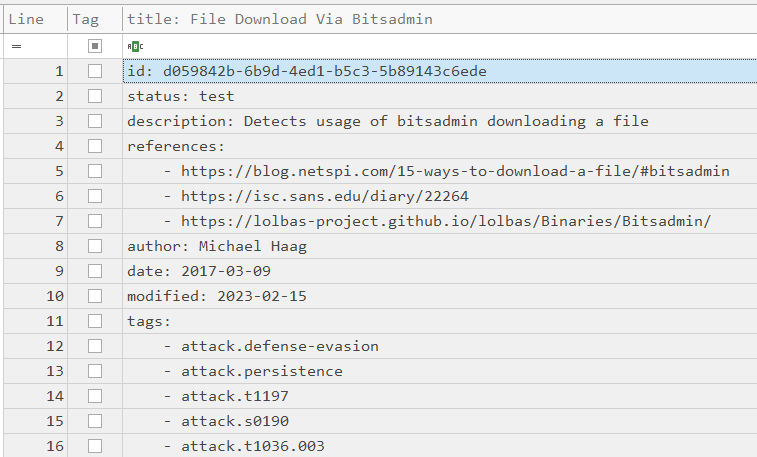 Line Tag title: File Download Via Bitsadmin
= ABC
1 id: d059842b-6b9d-4ed1-b5c3-5b89143c6ede
2 status: test
3 description: Detects usage of bitsadmin downloading a file
4 references:
5 - https://blog.netspi.com/15-ways-to-download-a-file/#bitsadmin
6 - https://isc.sans.edu/diary/22264
7 - https://lolbas-project.github.io/lolbas/Binaries/Bitsadmin/
8 author: Michael Haag
9 date: 2017-03-09
10 modified: 2023-02-15
11 tags:
12 - attack.defense-evasion
13 - attack.persistence
14 - attack.t1197
15 - attack.s0190
16 - attack.t1036.003